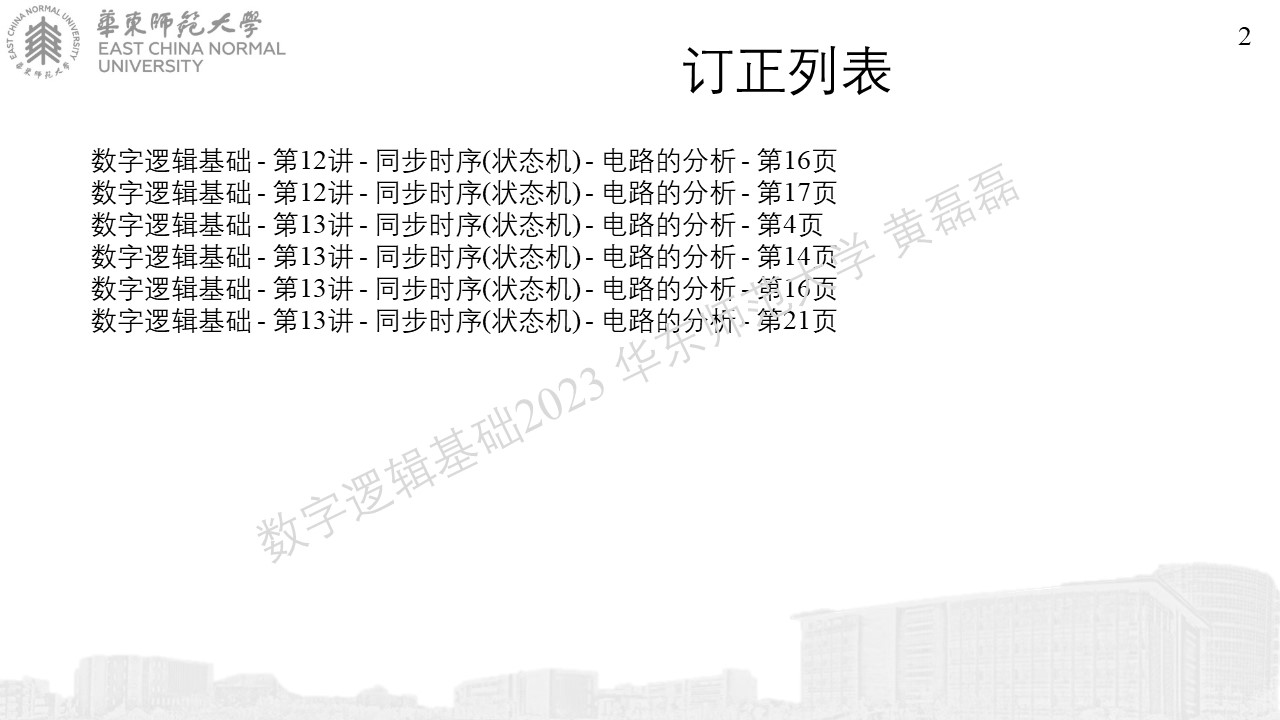 EAST CHINA NORMAL UNIVERSITY
華東師范大學
華東師范大學
EAST CHINA NORMAL
UNIVERSITY
2
订正列表
数字逻辑基础 - 第12讲 - 同步时序(状态机) - 电路的分析 - 第16页
数字逻辑基础 - 第12讲 - 同步时序(状态机) - 电路的分析 - 第17页
数字逻辑基础 - 第13讲 - 同步时序(状态机) - 电路的分析 - 第4页
数字逻辑基础 - 第13讲 - 同步时序(状态机) - 电路的分析 - 第14页
数字逻辑基础 - 第13讲 - 同步时序(状态机) - 电路的分析 - 第16页
数字逻辑基础 - 第13讲 - 同步时序(状态机) - 电路的分析 - 第21页
数字逻辑基础2023 华东师范大学 黄磊磊